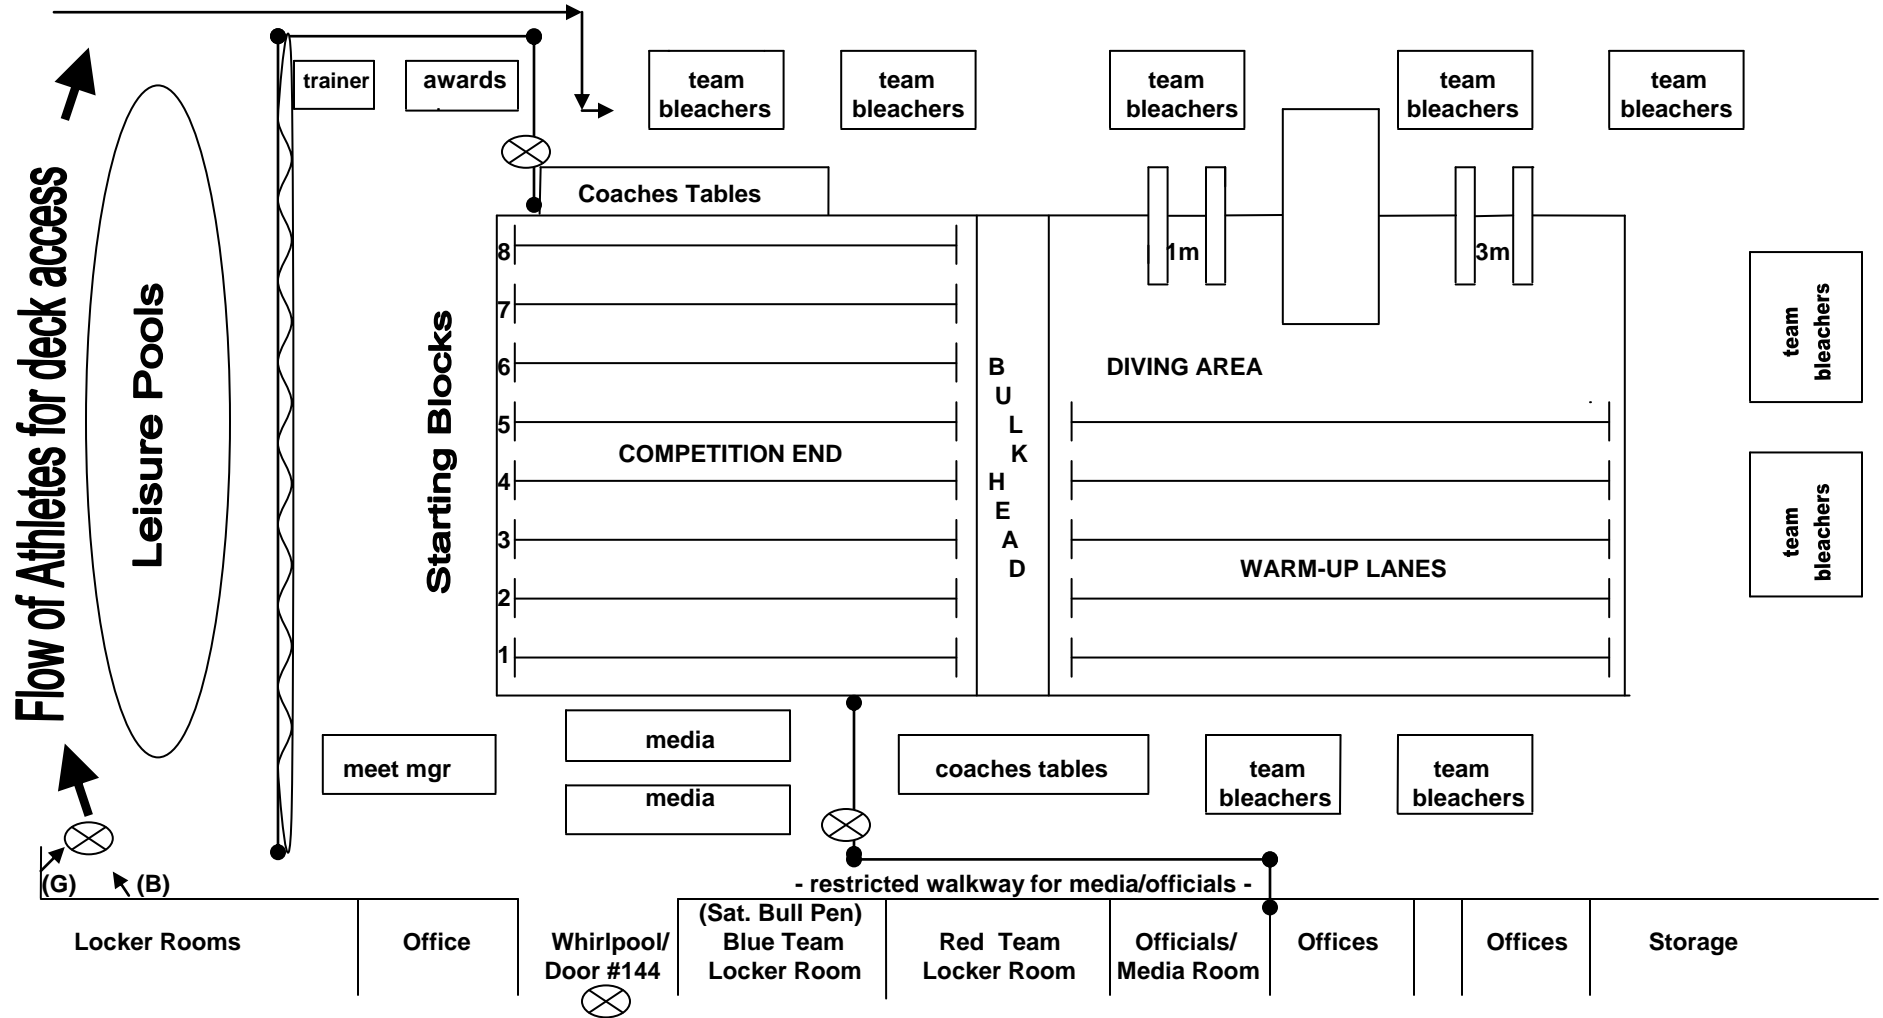 trainer
awards
team
bleachers
team
bleachers
team
bleachers
team
bleachers
team
bleachers
Coaches Tables
Flow of Athletes for deck access
Leisure Pools
Starting Blocks
8
7
6
5
4
3
2
1
COMPETITION END
B
U
L
K
H
E
A
D
1m
3m
DIVING AREA
WARM-UP LANES
team
bleachers
team
bleachers
meet mgr
media
media
coaches tables
team
bleachers
team
bleachers
(G)
(B)
- restricted walkway for media/officials -
Locker Rooms
Office
Whirlpool/
Door #144
(Sat. Bull Pen)
Blue Team
Locker Room
Red Team
Locker Room
Officials/
Media Room
Offices
Offices
Storage